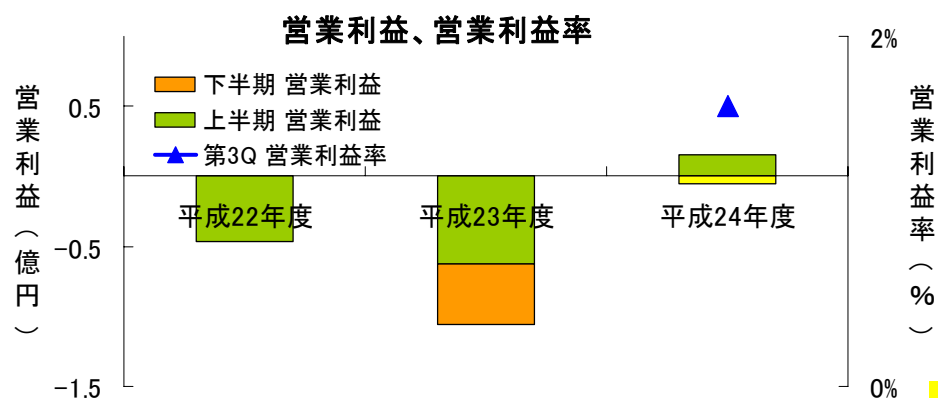 営業利益、営業利益率
下半期 営業利益
上半期 営業利益
第3Q 営業利益率
営業利益(億円)
0.5
-0.5
-1.5
平成22年度
平成23年度
平成24年度
2%
0%
営業利益率(%)